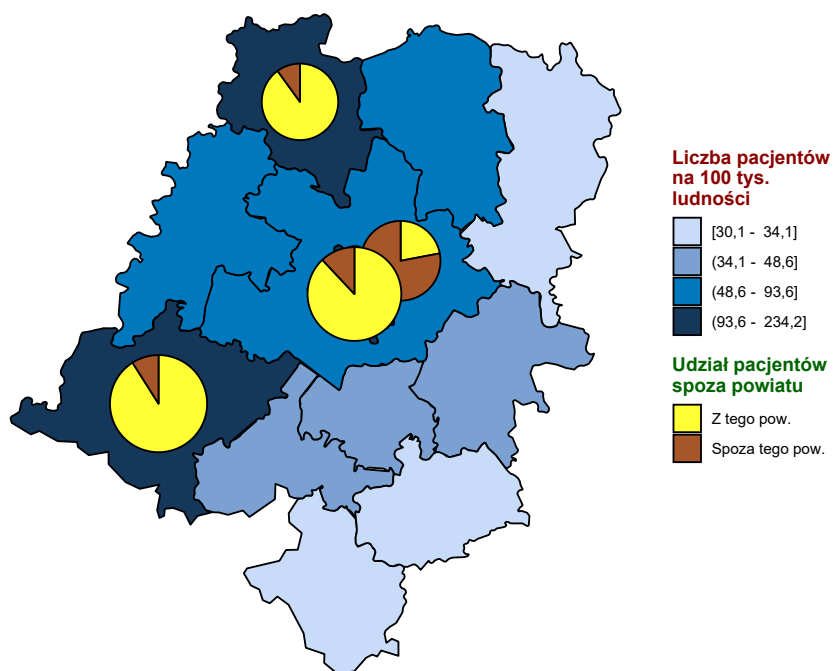 Liczba pacjentów
na 100 tys.
ludności
[30,1 - 34,1]
(34,1 - 48,6]
(48,6 - 93,6]
(93,6 - 234,2]
Udział pacjentów
spoza powiatu
Z tego pow.
Spoza tego pow.